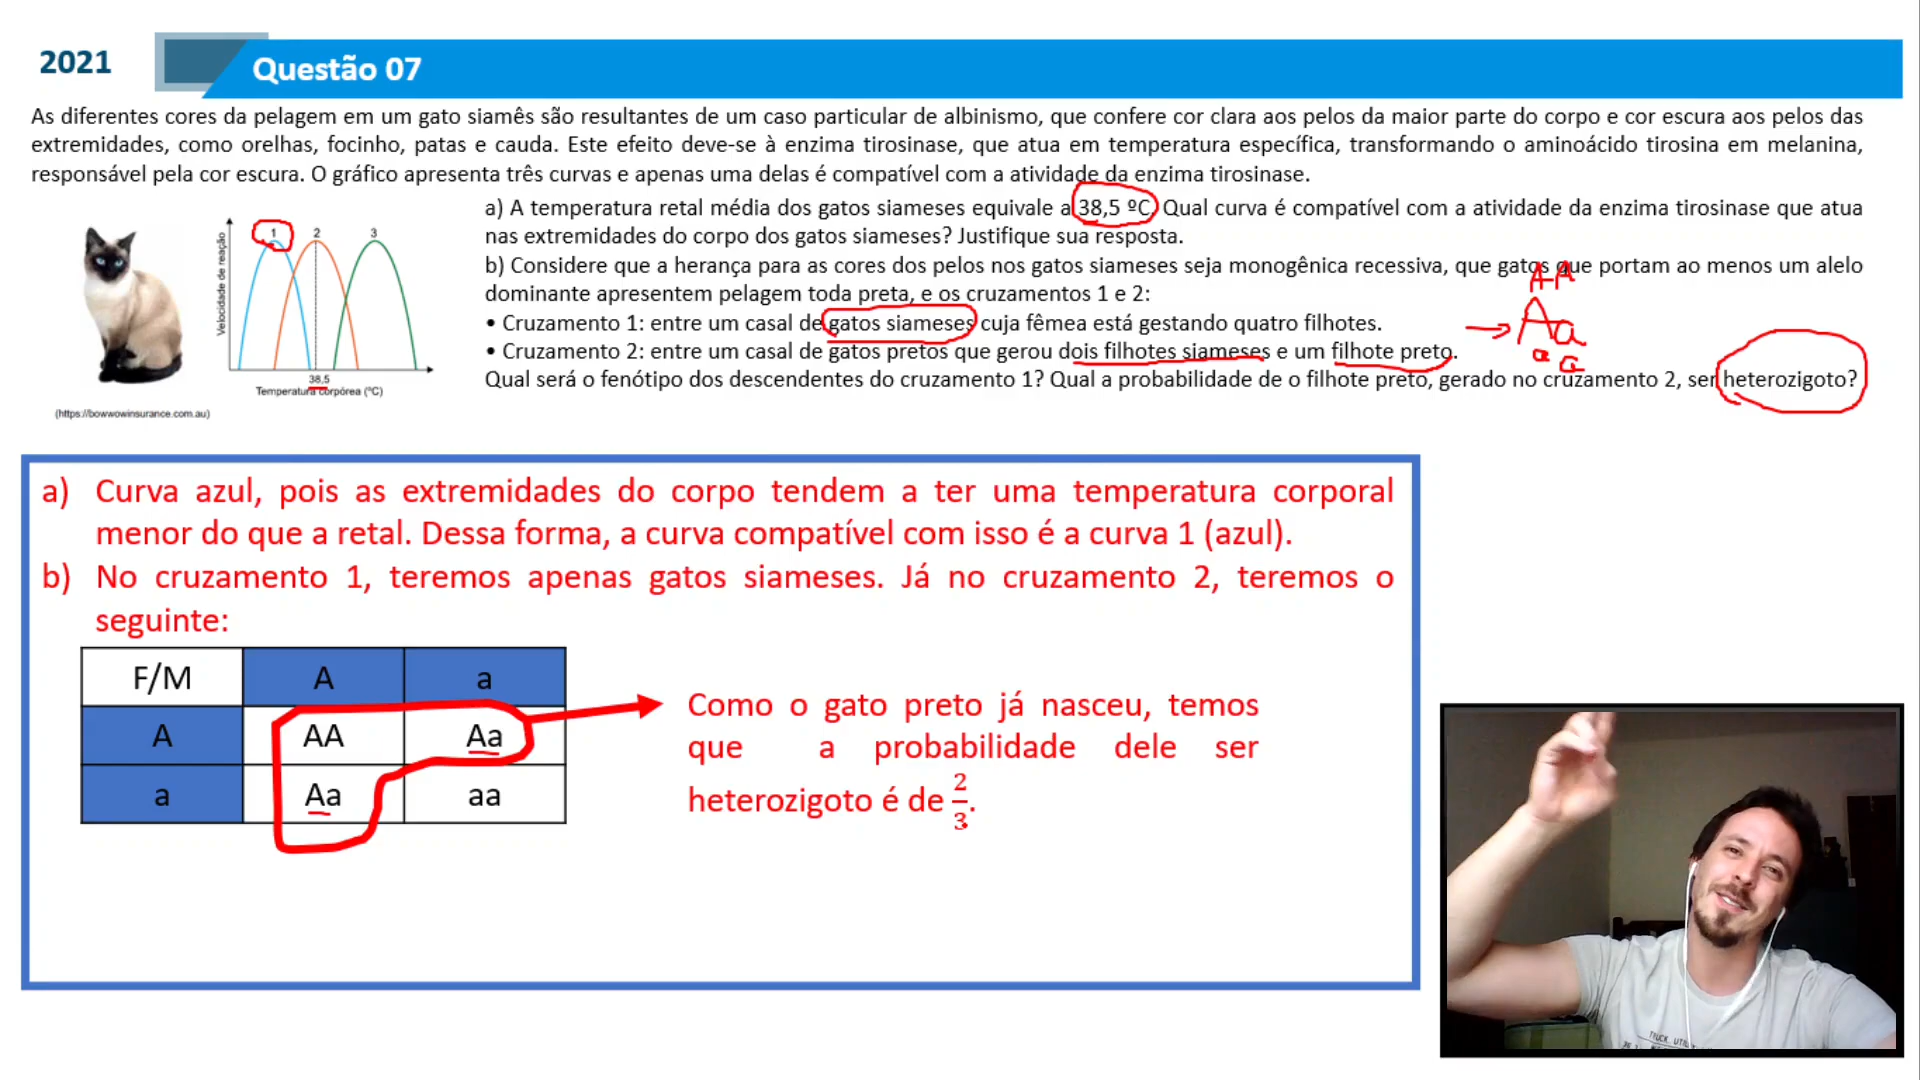 2021
Questão 07
As diferentes cores da pelagem em um gato siamês são resultantes de um caso particular de albinismo, que confere cor clara aos pelos da maior parte do corpo e cor escura aos pelos das
extremidades, como orelhas, focinho, patas e cauda. Este efeito deve-se à enzima tirosinase, que atua em temperatura específica, transformando o aminoácido tirosina em melanina,
responsável pela cor escura. O gráfico apresenta três curvas e apenas uma delas é compatível com a atividade da enzima tirosinase.
a) A temperatura retal média dos gatos siameses equivale a 38,5 ºC. Qual curva é compatível com a atividade da enzima tirosinase que atua
nas extremidades do corpo dos gatos siameses? Justifique sua resposta.
b) Considere que a herança para as cores dos pelos nos gatos siameses seja monogênica recessiva, que gatos que portam ao menos um alelo
dominante apresentem pelagem toda preta, e os cruzamentos 1 e 2:
• Cruzamento 1: entre um casal de gatos siameses cuja fêmea está gestando quatro filhotes.
• Cruzamento 2: entre um casal de gatos pretos que gerou dois filhotes siameses e um filhote preto.
Qual será o fenótipo dos descendentes do cruzamento 1? Qual a probabilidade de o filhote preto, gerado no cruzamento 2, ser heterozigoto?
AA
Aa
a a
1 2 3
Velocidade de reação
38,5
Temperatura corpórea (ºC)
(https://bowwowinsurance.com.au)
a) Curva azul, pois as extremidades do corpo tendem a ter uma temperatura corporal
menor do que a retal. Dessa forma, a curva compatível com isso é a curva 1 (azul).
b) No cruzamento 1, teremos apenas gatos siameses. Já no cruzamento 2, teremos o
seguinte:
F/M A a
A AA Aa
a Aa aa
Como o gato preto já nasceu, temos
que a probabilidade dele ser
heterozigoto é de 2/3.